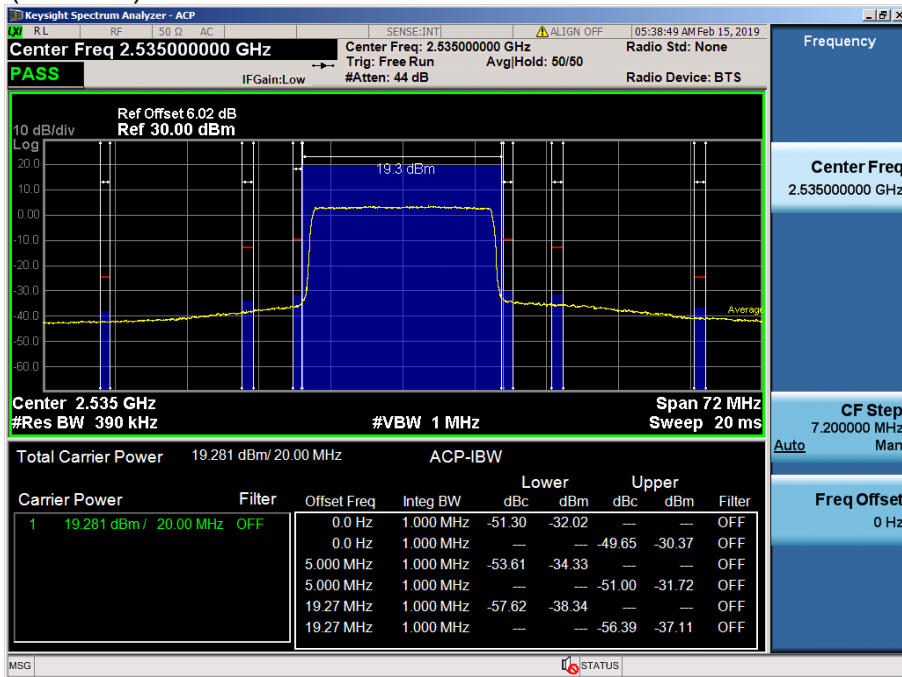 Keysight Spectrum Analyzer - ACP
LXI RL RF 50 Ω AC SENSE:INT ALIGN OFF 05:38:49 AM Feb 15, 2019
Center Freq 2.535000000 GHz
Center Freq: 2.535000000 GHz Radio Std: None
Trig: Free Run Avg|Hold: 50/50
PASS IFGain:Low #Atten: 44 dB Radio Device: BTS
Ref Offset 6.02 dB
10 dB/div Ref 30.00 dBm
Log
20.0
19.3 dBm
10.0
0.00
-10.0
-20.0
-30.0
-40.0
Average
-50.0
-60.0
Center 2.535 GHz Span 72 MHz
#Res BW 390 kHz #VBW 1 MHz Sweep 20 ms
Total Carrier Power 19.281 dBm/ 20.00 MHz ACP-IBW
Lower Upper
Carrier Power Filter Offset Freq Integ BW dBc dBm dBc dBm Filter
1 19.281 dBm / 20.00 MHz OFF 0.0 Hz 1.000 MHz -51.30 -32.02 --- --- OFF
0.0 Hz 1.000 MHz --- --- -49.65 -30.37 OFF
5.000 MHz 1.000 MHz -53.61 -34.33 --- --- OFF
5.000 MHz 1.000 MHz --- --- -51.00 -31.72 OFF
19.27 MHz 1.000 MHz -57.62 -38.34 --- --- OFF
19.27 MHz 1.000 MHz --- --- -56.39 -37.11 OFF
MSG STATUS
Frequency
Center Freq
2.535000000 GHz
CF Step
7.200000 MHz
Auto Man
Freq Offset
0 Hz